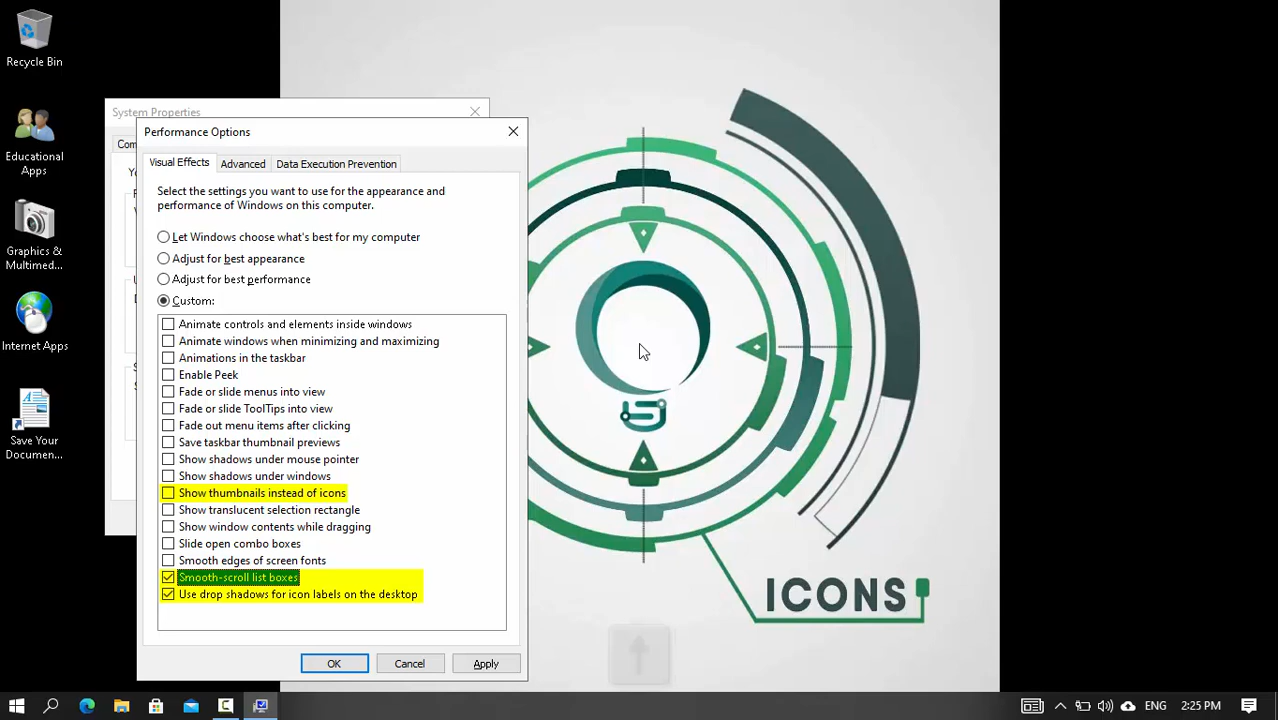 Recycle Bin
Educational
Apps
Graphics &
Multimed...
Internet Apps
Save Your
Documen...
System Properties
Com
Performance Options
Visual Effects
Advanced
Data Execution Prevention
Select the settings you want to use for the appearance and
performance of Windows on this computer.
Let Windows choose what's best for my computer
Adjust for best appearance
Adjust for best performance
Custom:
Animate controls and elements inside windows
Animate windows when minimizing and maximizing
Animations in the taskbar
Enable Peek
Fade or slide menus into view
Fade or slide ToolTips into view
Fade out menu items after clicking
Save taskbar thumbnail previews
Show shadows under mouse pointer
Show shadows under windows
Show thumbnails instead of icons
Show translucent selection rectangle
Show window contents while dragging
Slide open combo boxes
Smooth edges of screen fonts
Smooth-scroll list boxes
Use drop shadows for icon labels on the desktop
OK
Cancel
Apply
ICONS
ENG
2:25 PM